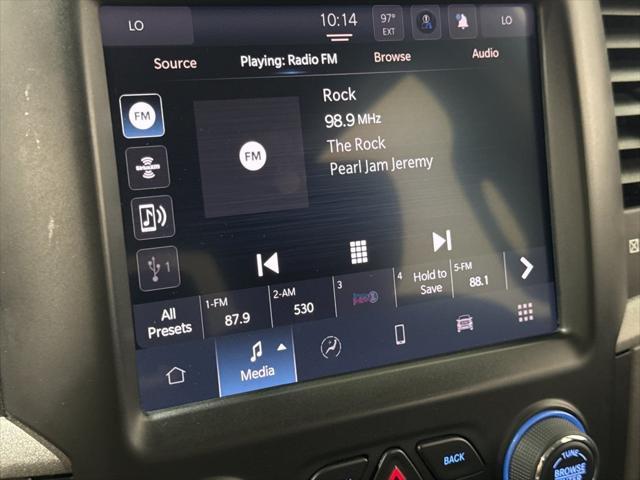 LO 10:14 97° EXT LO
Source Playing: Radio FM Browse Audio
FM
FM
Rock
98.9 MHz
The Rock
Pearl Jam Jeremy
SiriusXM
1
All Presets
1-FM 87.9
2-AM 530
3
4 Hold to Save
5-FM 88.1
Media
BACK
TUNE
BROWSE
ENTER